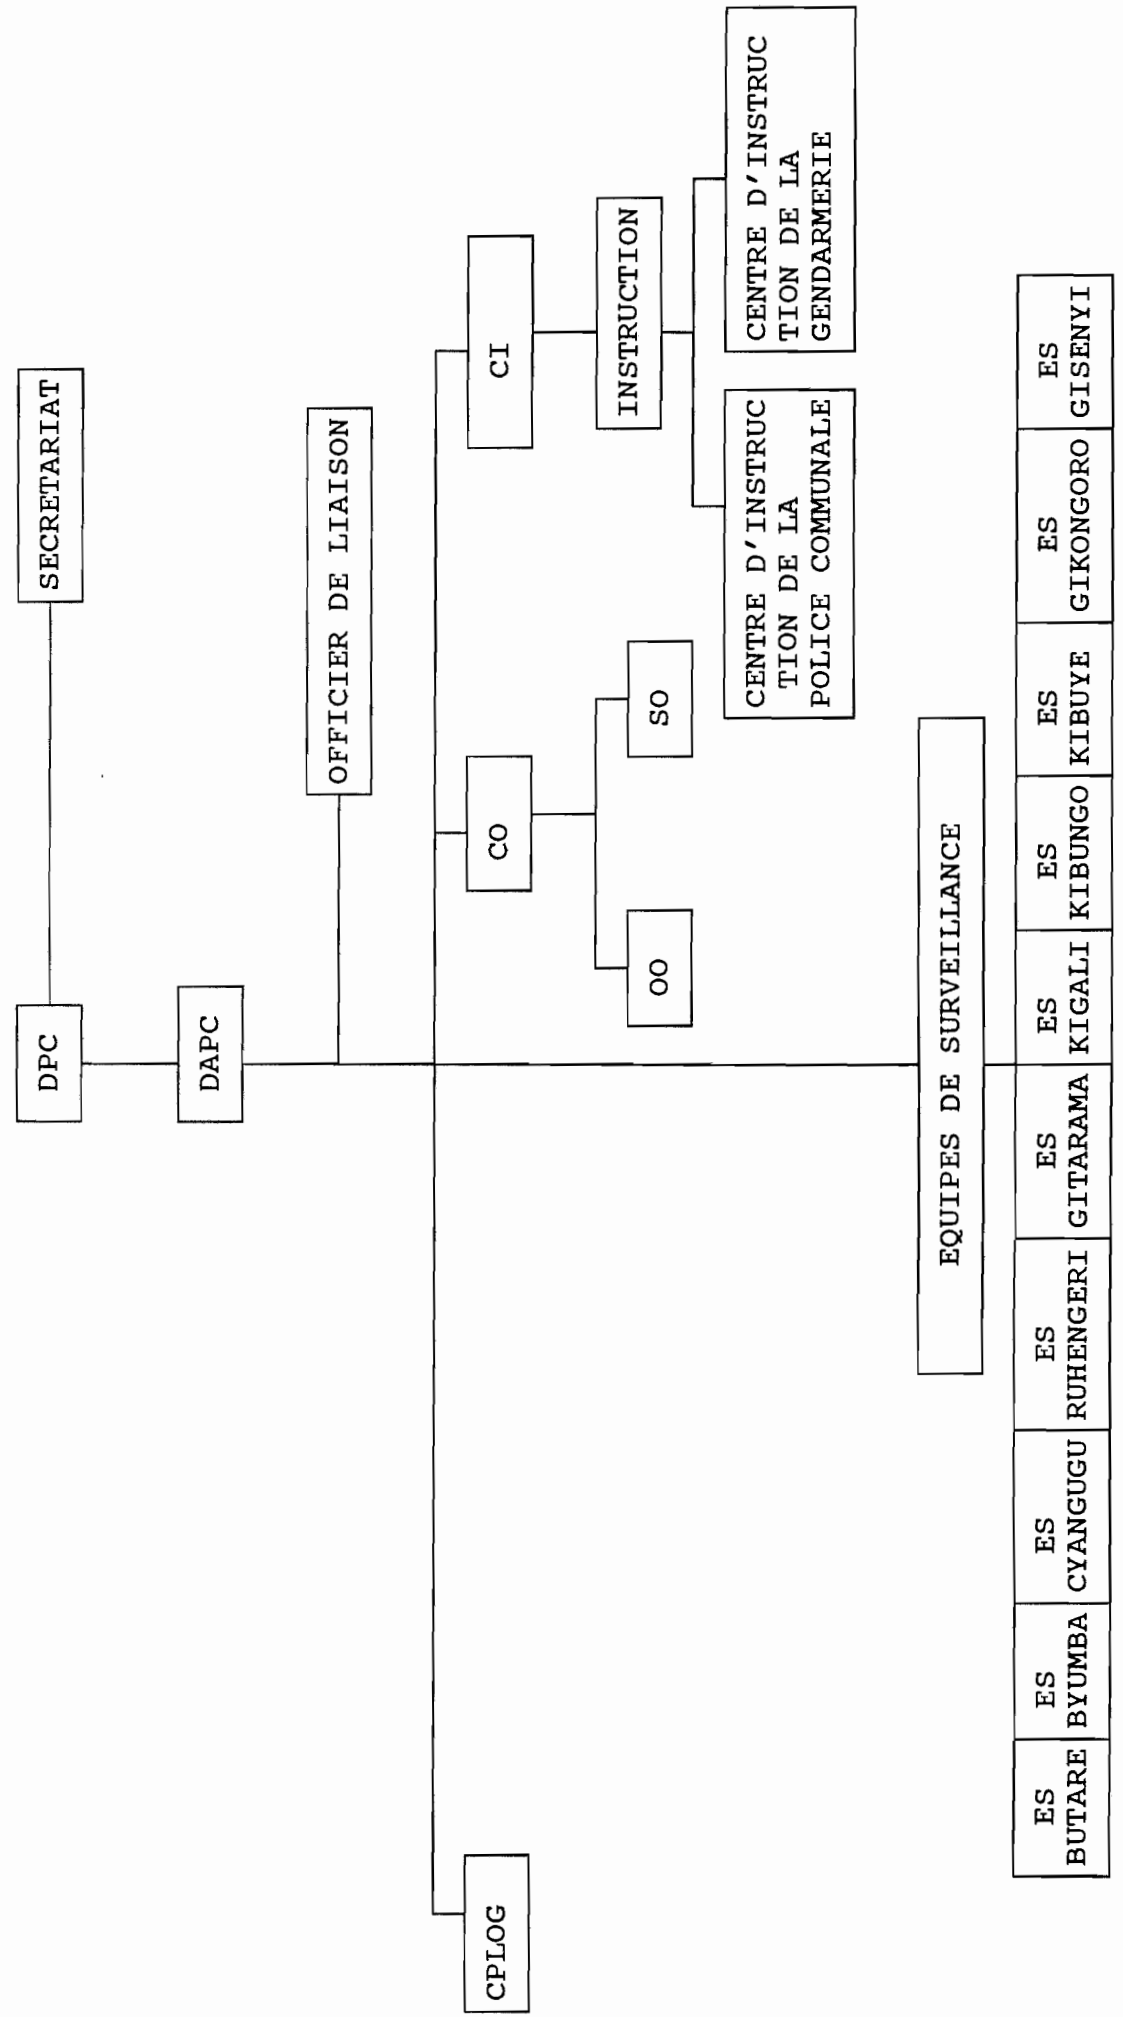 DPC
SECRETARIAT
DAPC
OFFICIER DE LIAISON
CPLOG
CO
CI
OO
SO
INSTRUCTION
CENTRE D'INSTRUC
TION DE LA
POLICE COMMUNALE
CENTRE D'INSTRUC
TION DE LA
GENDARMERIE
EQUIPES DE SURVEILLANCE
ES
BUTARE
ES
BYUMBA
ES
CYANGUGU
ES
RUHENGERI
ES
GITARAMA
ES
KIGALI
ES
KIBUNGO
ES
KIBUYE
ES
GIKONGORO
ES
GISENYI